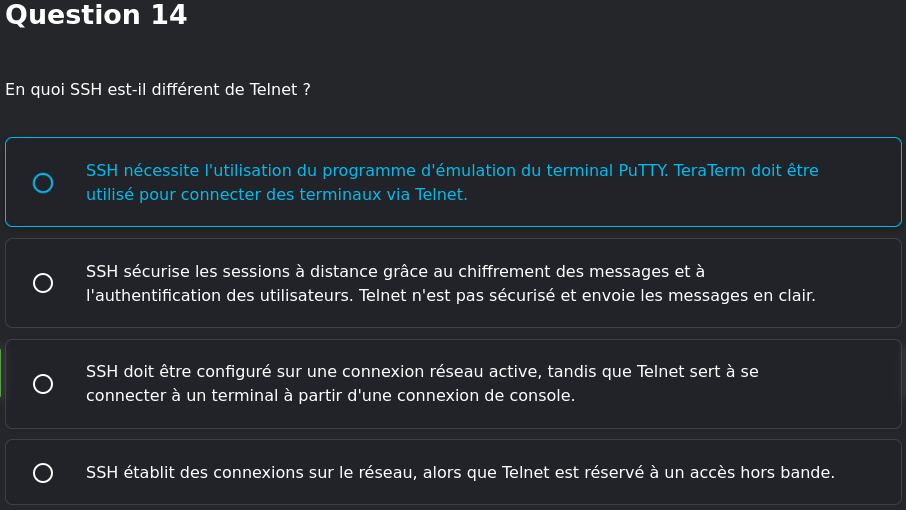 Question 14
En quoi SSH est-il différent de Telnet ?
SSH nécessite l'utilisation du programme d'émulation du terminal PuTTY. TeraTerm doit être
utilisé pour connecter des terminaux via Telnet.
SSH sécurise les sessions à distance grâce au chiffrement des messages et à
l'authentification des utilisateurs. Telnet n'est pas sécurisé et envoie les messages en clair.
SSH doit être configuré sur une connexion réseau active, tandis que Telnet sert à se
connecter à un terminal à partir d'une connexion de console.
SSH établit des connexions sur le réseau, alors que Telnet est réservé à un accès hors bande.